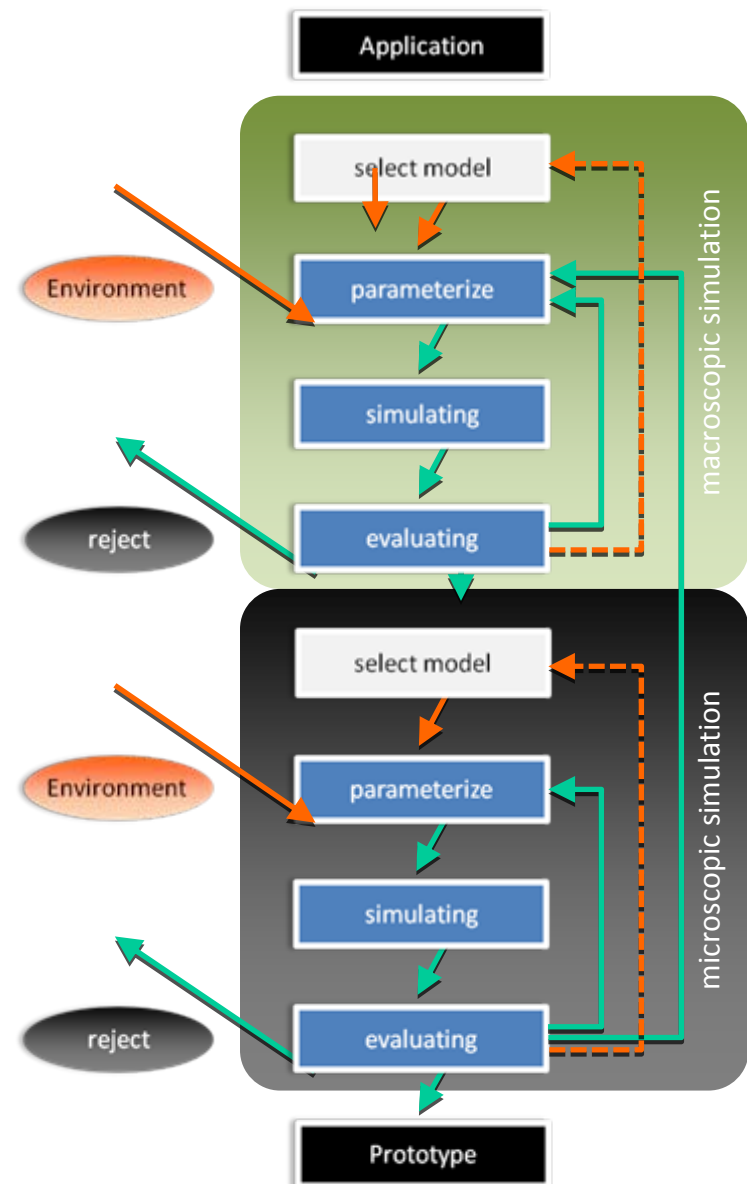 Application
select model
Environment
parameterize
simulating
reject
evaluating
macroscopic simulation
select model
Environment
parameterize
simulating
reject
evaluating
microscopic simulation
Prototype